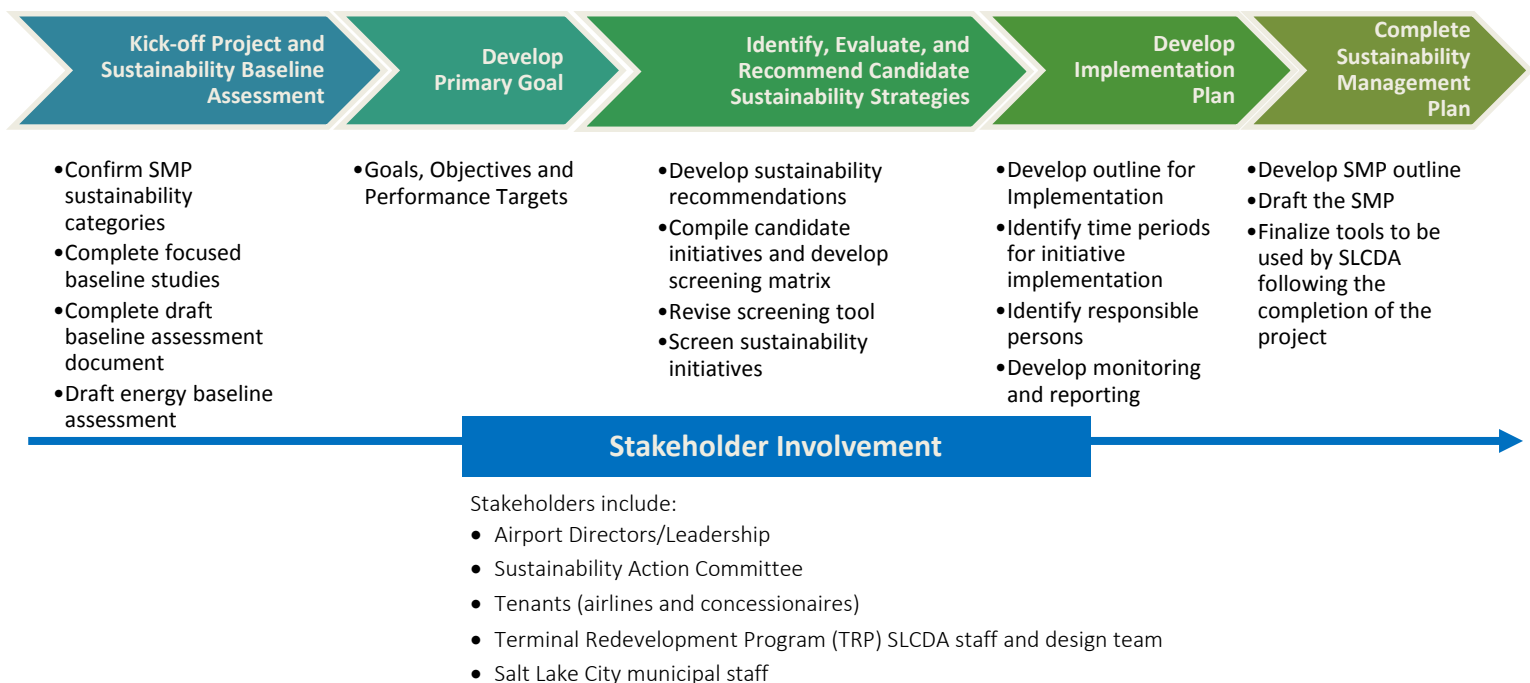 Kick-off Project and
Sustainability Baseline
Assessment
Develop
Primary Goal
Identify, Evaluate, and
Recommend Candidate
Sustainability Strategies
Develop
Implementation
Plan
Complete
Sustainability
Management
Plan
•Confirm SMP
sustainability
categories
•Complete focused
baseline studies
•Complete draft
baseline assessment
document
•Draft energy baseline
assessment
•Goals, Objectives and
Performance Targets
•Develop sustainability
recommendations
•Compile candidate
initiatives and develop
screening matrix
•Revise screening tool
•Screen sustainability
initiatives
•Develop outline for
Implementation
•Identify time periods
for initiative
implementation
•Identify responsible
persons
•Develop monitoring
and reporting
•Develop SMP outline
•Draft the SMP
•Finalize tools to be
used by SLCDA
following the
completion of the
project
Stakeholder Involvement
Stakeholders include:
• Airport Directors/Leadership
• Sustainability Action Committee
• Tenants (airlines and concessionaires)
• Terminal Redevelopment Program (TRP) SLCDA staff and design team
• Salt Lake City municipal staff